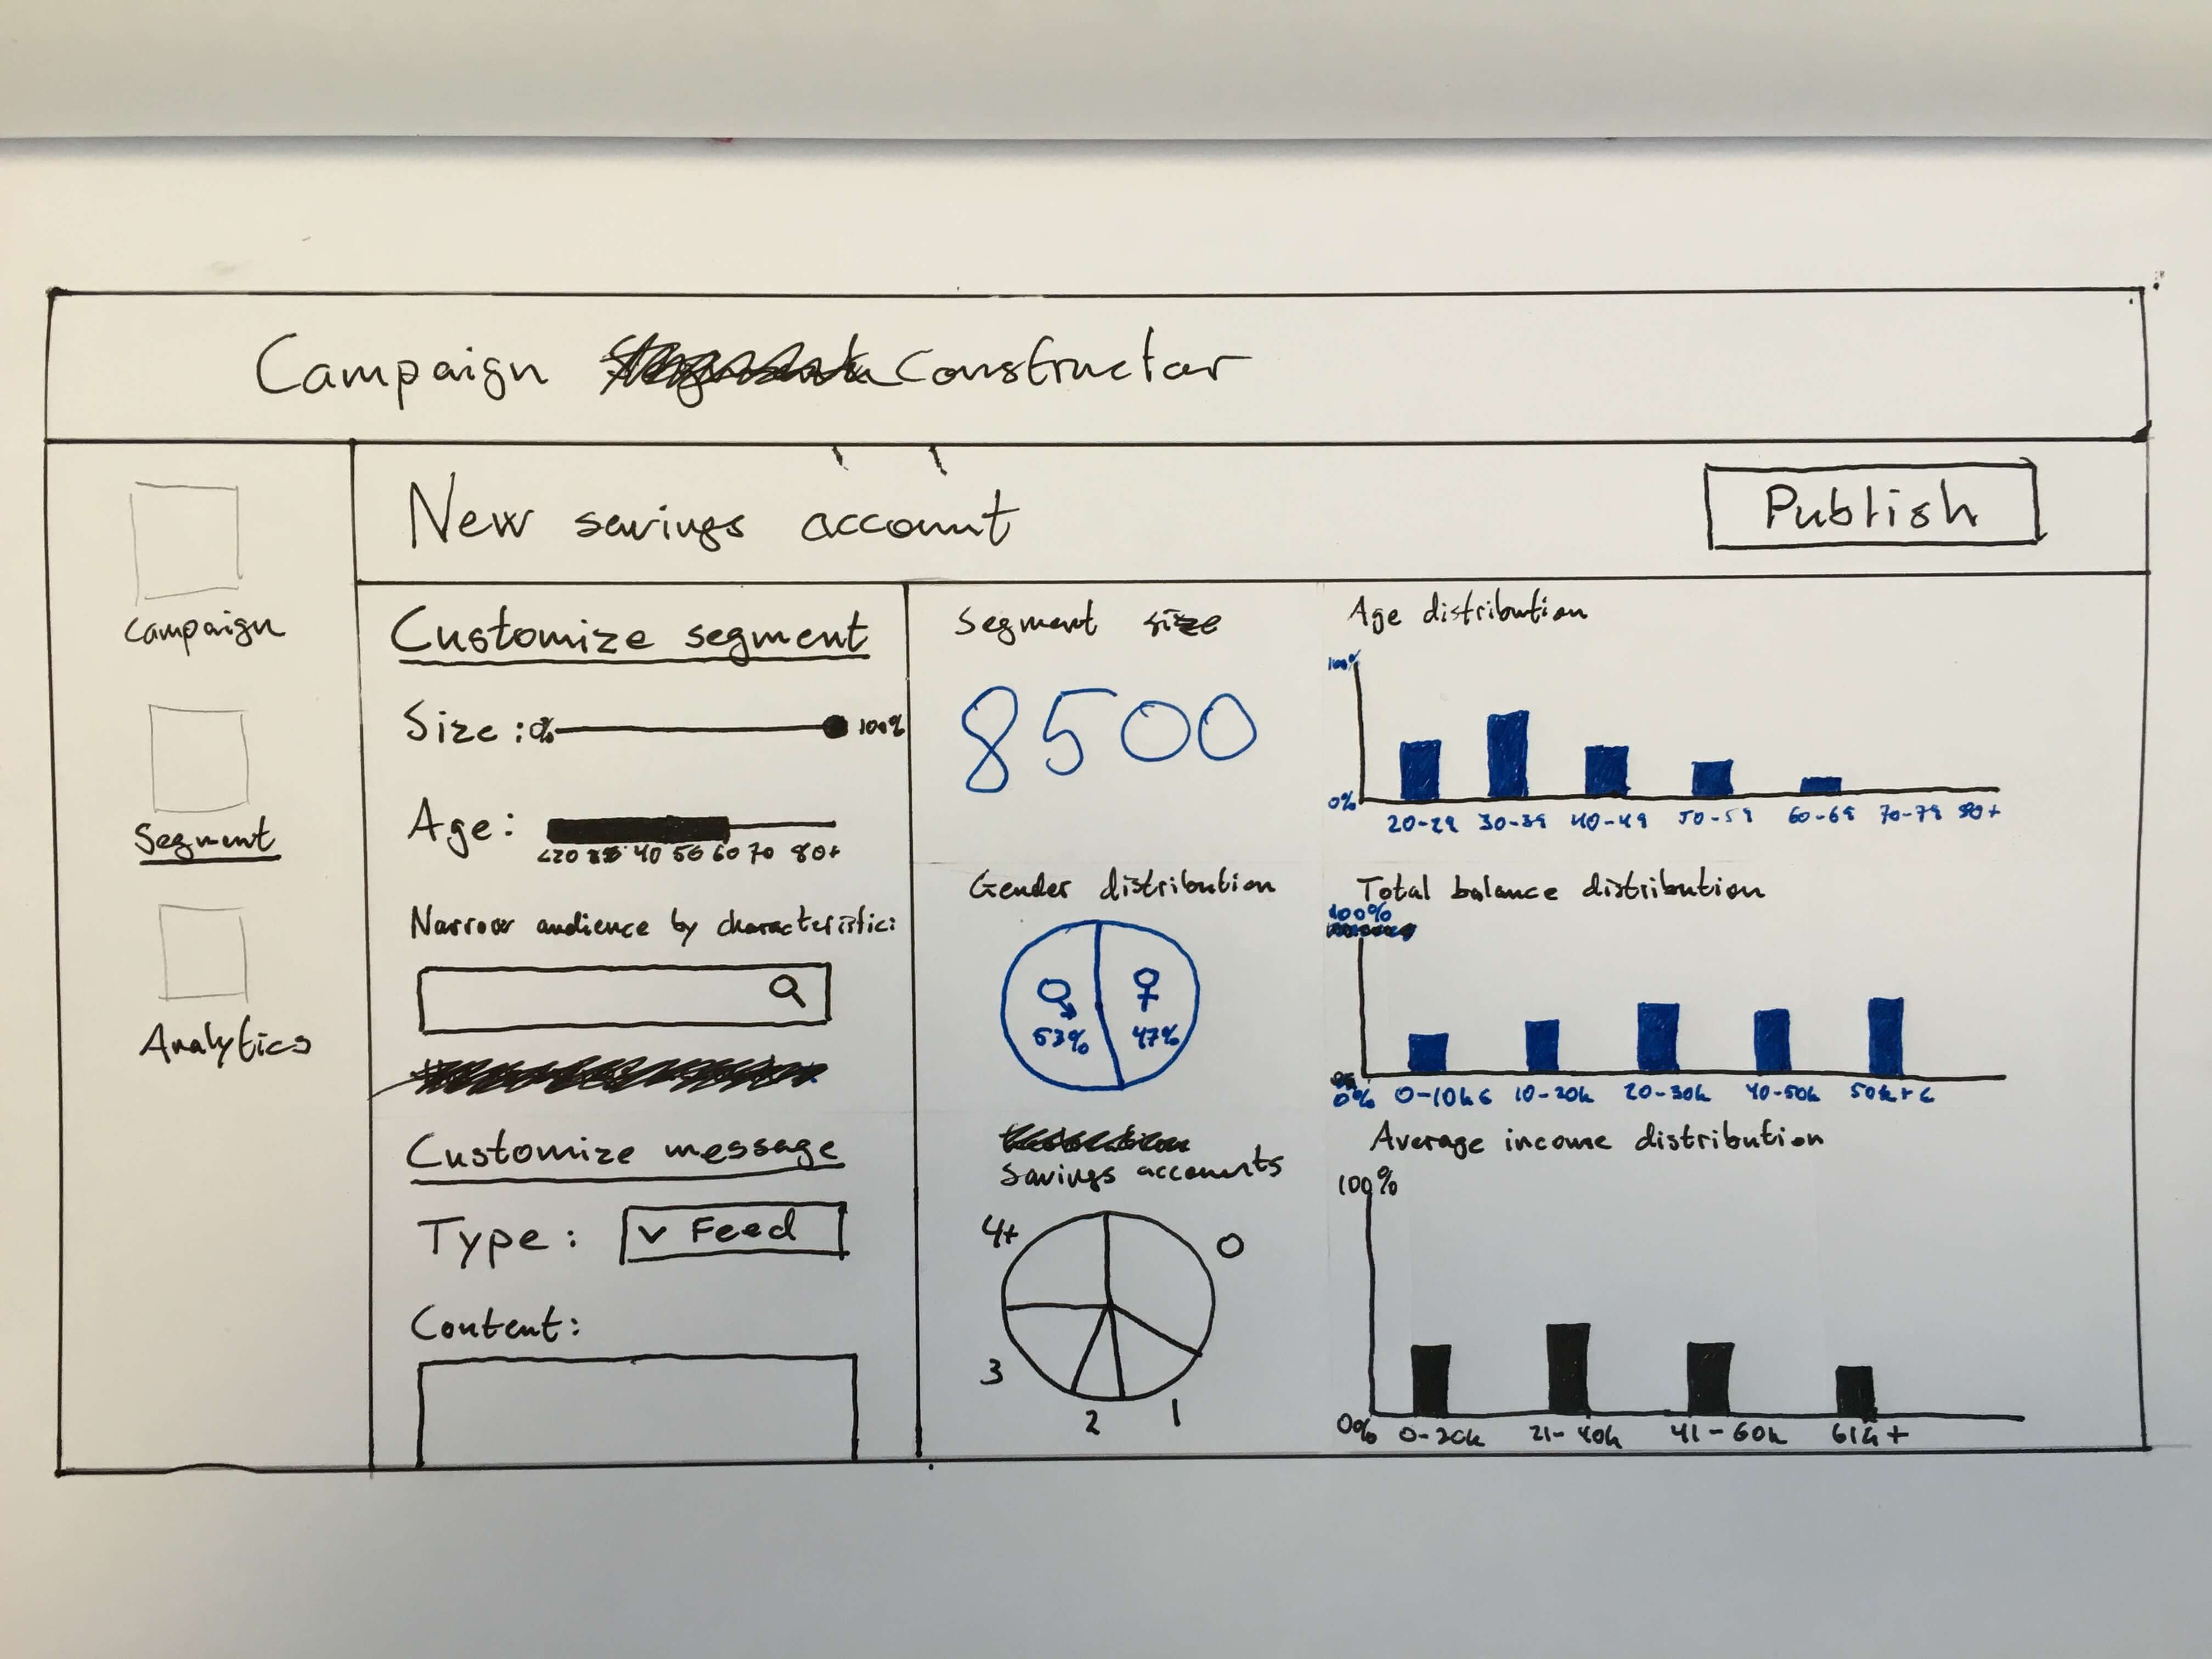 Campaign Constructor
New savings account
Publish
Campaign
Segment
Analytics
Customize segment
Size: 0% 100%
Age:
<20 40 50 60 70 80+
Narrow audience by characteristic:
Customize message
Type: Feed
Content:
Segment size
8500
Gender distribution
53% 47%
Savings accounts
4+ 0
3
2 1
Age distribution
100%
0%
20-29 30-39 40-49 50-59 60-69 70-79 80+
Total balance distribution
100%
0% 0-10k€ 10-20k 20-30k 40-50k 50k+€
Average income distribution
100%
0% 0-20k 21-40k 41-60k 61k+